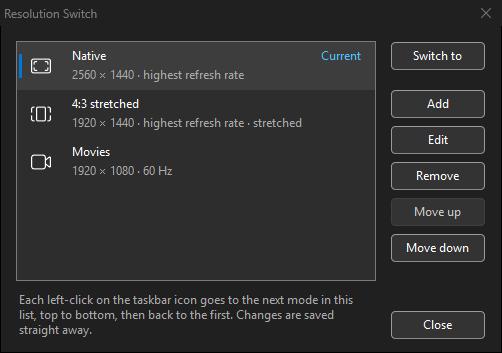 Resolution Switch
Native
Current
2560 × 1440 · highest refresh rate
4:3 stretched
1920 × 1440 · highest refresh rate · stretched
Movies
1920 × 1080 · 60 Hz
Switch to
Add
Edit
Remove
Move up
Move down
Each left-click on the taskbar icon goes to the next mode in this
list, top to bottom, then back to the first. Changes are saved
straight away.
Close